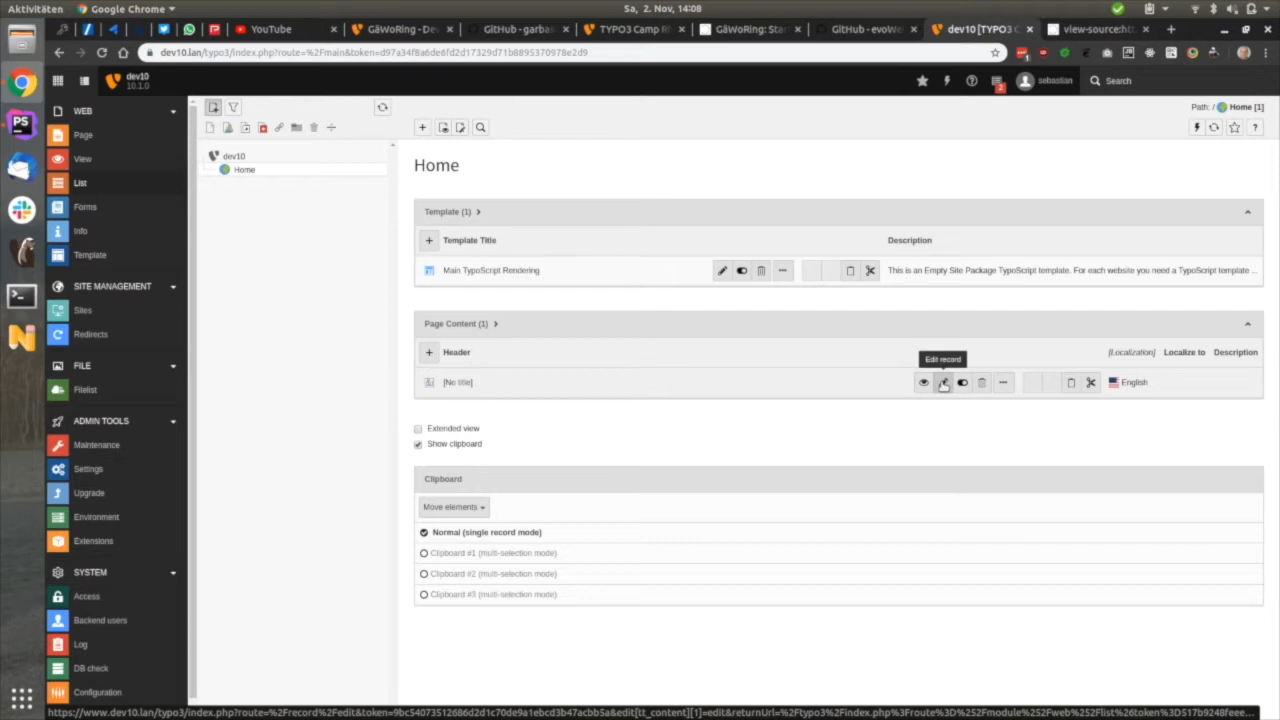 Aktivitäten
Google Chrome
Sa, 2. Nov, 14:08
YouTube
GäWoRing - Dev
GitHub - garbas
TYPO3 Camp R
GäWoRing: Star
GitHub - evoWe
dev10 [TYPO3 C
view-source:htt
dev10.lan/typo3/index.php?route=%2Fmain&token=d97a34f8a6de6fd2d17329d71b8895370978e2d9
dev10
10.1.0
2
sebastian
Search
WEB
Page
View
List
Forms
Info
Template
SITE MANAGEMENT
Sites
Redirects
FILE
Filelist
ADMIN TOOLS
Maintenance
Settings
Upgrade
Environment
Extensions
SYSTEM
Access
Backend users
Log
DB check
Configuration
dev10
Home
Path: / Home [1]
Home
Template (1)
Template Title
Description
Main TypoScript Rendering
This is an Empty Site Package TypoScript template. For each website you need a TypoScript template ...
Page Content (1)
Edit record
Header
[Localization]
Localize to
Description
[No title]
English
Extended view
Show clipboard
Clipboard
Move elements
Normal (single record mode)
Clipboard #1 (multi-selection mode)
Clipboard #2 (multi-selection mode)
Clipboard #3 (multi-selection mode)